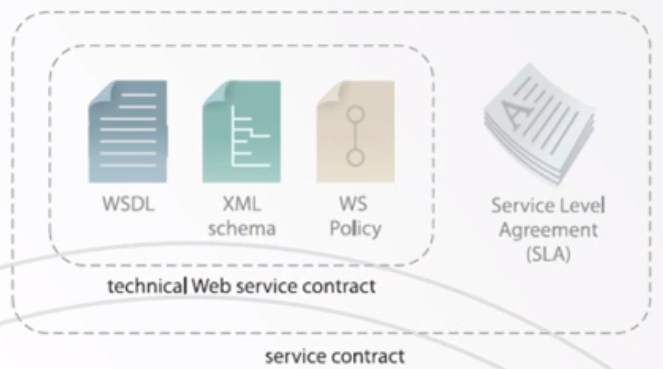 WSDL
XML
schema
WS
Policy
Service Level
Agreement
(SLA)
technical Web service contract
service contract